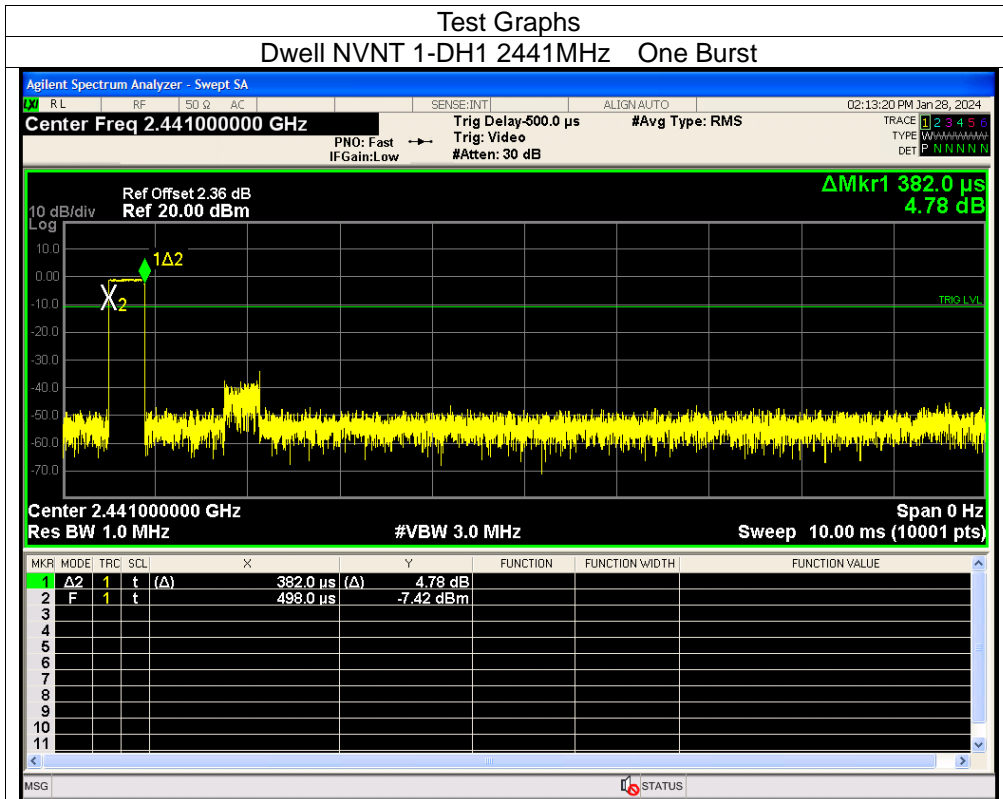 Test Graphs
Dwell NVNT 1-DH1 2441MHz One Burst
Agilent Spectrum Analyzer - Swept SA
LXI RL RF 50 Ω AC SENSE:INT ALIGN AUTO 02:13:20 PM Jan 28, 2024
Center Freq 2.441000000 GHz Trig Delay-500.0 µs #Avg Type: RMS TRACE 1 2 3 4 5 6
PNO: Fast Trig: Video TYPE WWWWWWW
IFGain:Low #Atten: 30 dB DET P N N N N N
ΔMkr1 382.0 µs
4.78 dB
Ref Offset 2.36 dB
10 dB/div Ref 20.00 dBm
Log
10.0
1Δ2
0.00
X2
-10.0
TRIG LVL
-20.0
-30.0
-40.0
-50.0
-60.0
-70.0
Center 2.441000000 GHz Span 0 Hz
Res BW 1.0 MHz #VBW 3.0 MHz Sweep 10.00 ms (10001 pts)
MKR MODE TRC SCL X Y FUNCTION FUNCTION WIDTH FUNCTION VALUE
1 Δ2 1 t (Δ) 382.0 µs (Δ) 4.78 dB
2 F 1 t 498.0 µs -7.42 dBm
3
4
5
6
7
8
9
10
11
MSG STATUS